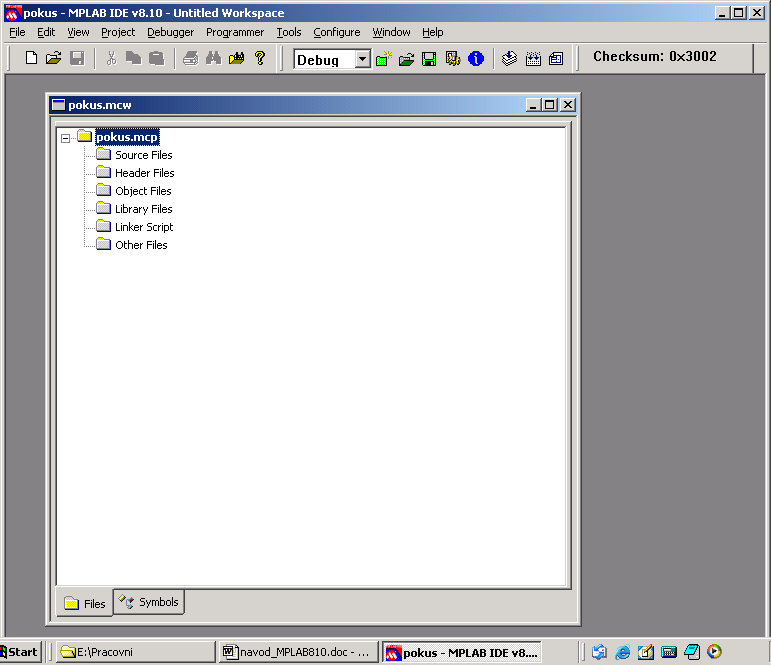 pokus - MPLAB IDE v8.10 - Untitled Workspace
File Edit View Project Debugger Programmer Tools Configure Window Help
Debug Checksum: 0x3002
pokus.mcw
pokus.mcp
Source Files
Header Files
Object Files
Library Files
Linker Script
Other Files
Files Symbols
Start E:\Pracovni navod_MPLAB810.doc - ... pokus - MPLAB IDE v8....